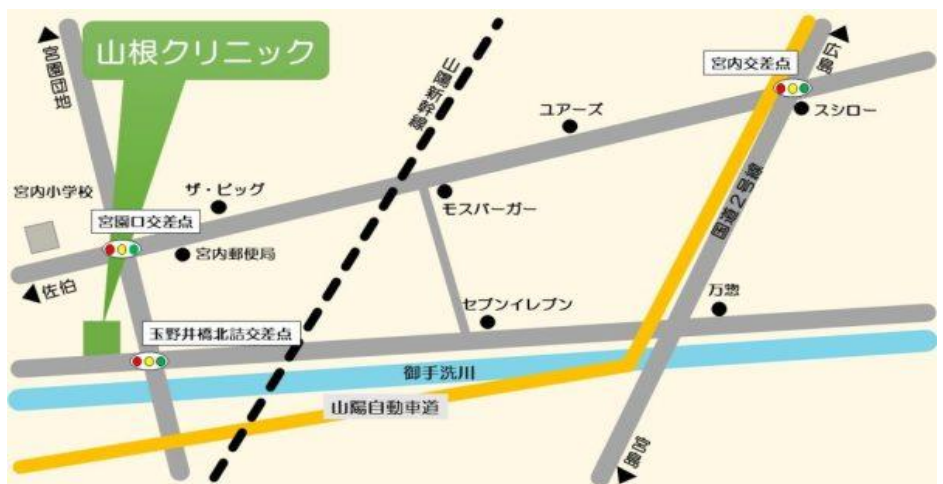 宮園団地
山根クリニック
山陽新幹線
宮内交差点
広島
ユアーズ
スシロー
宮内小学校
ザ・ビッグ
モスバーガー
国道2号線
宮園口交差点
宮内郵便局
佐伯
セブンイレブン
万惣
玉野井橋北詰交差点
御手洗川
山陽自動車道
宮島